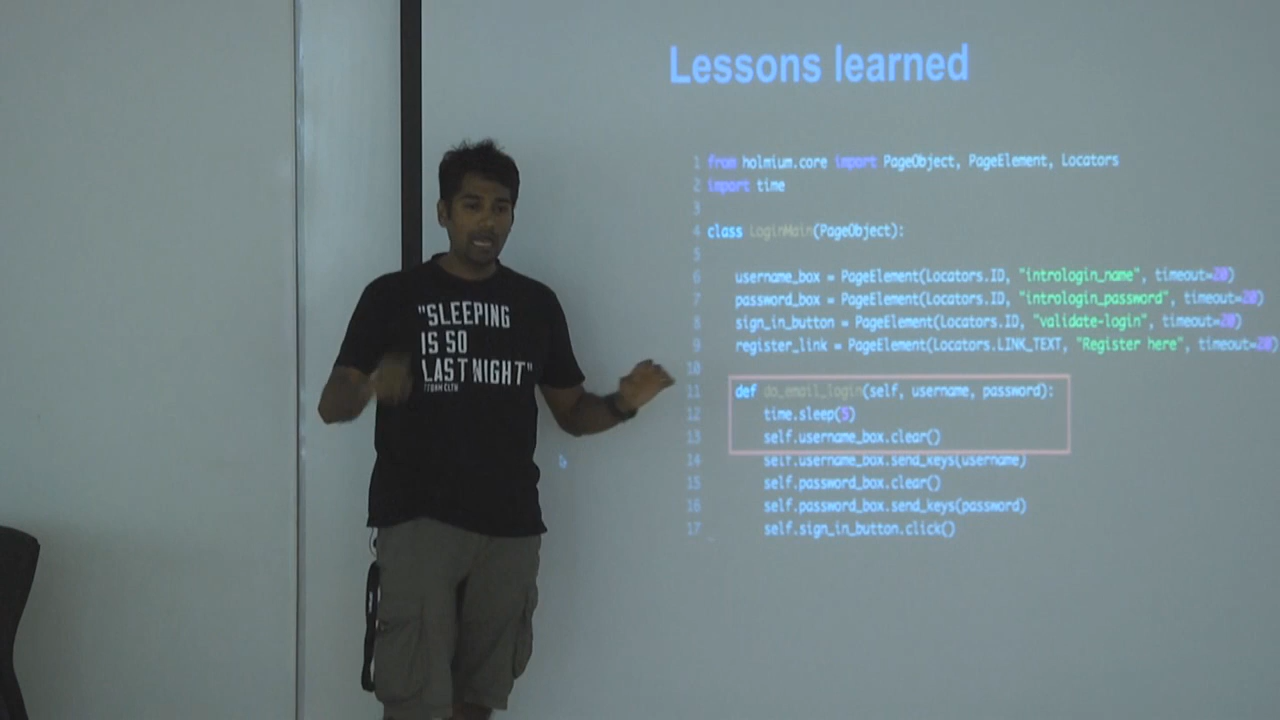 Lessons learned
1 from holmium.core import PageObject, PageElement, Locators
2 import time
3
4 class LoginMain(PageObject):
5
6 username_box = PageElement(Locators.ID, "intrologin_name", timeout=20)
7 password_box = PageElement(Locators.ID, "intrologin_password", timeout=20)
8 sign_in_button = PageElement(Locators.ID, "validate-login", timeout=20)
9 register_link = PageElement(Locators.LINK_TEXT, "Register here", timeout=20)
10
11 def do_email_login(self, username, password):
12 time.sleep(5)
13 self.username_box.clear()
14 self.username_box.send_keys(username)
15 self.password_box.clear()
16 self.password_box.send_keys(password)
17 self.sign_in_button.click()
"SLEEPING
IS SO
LAST NIGHT"